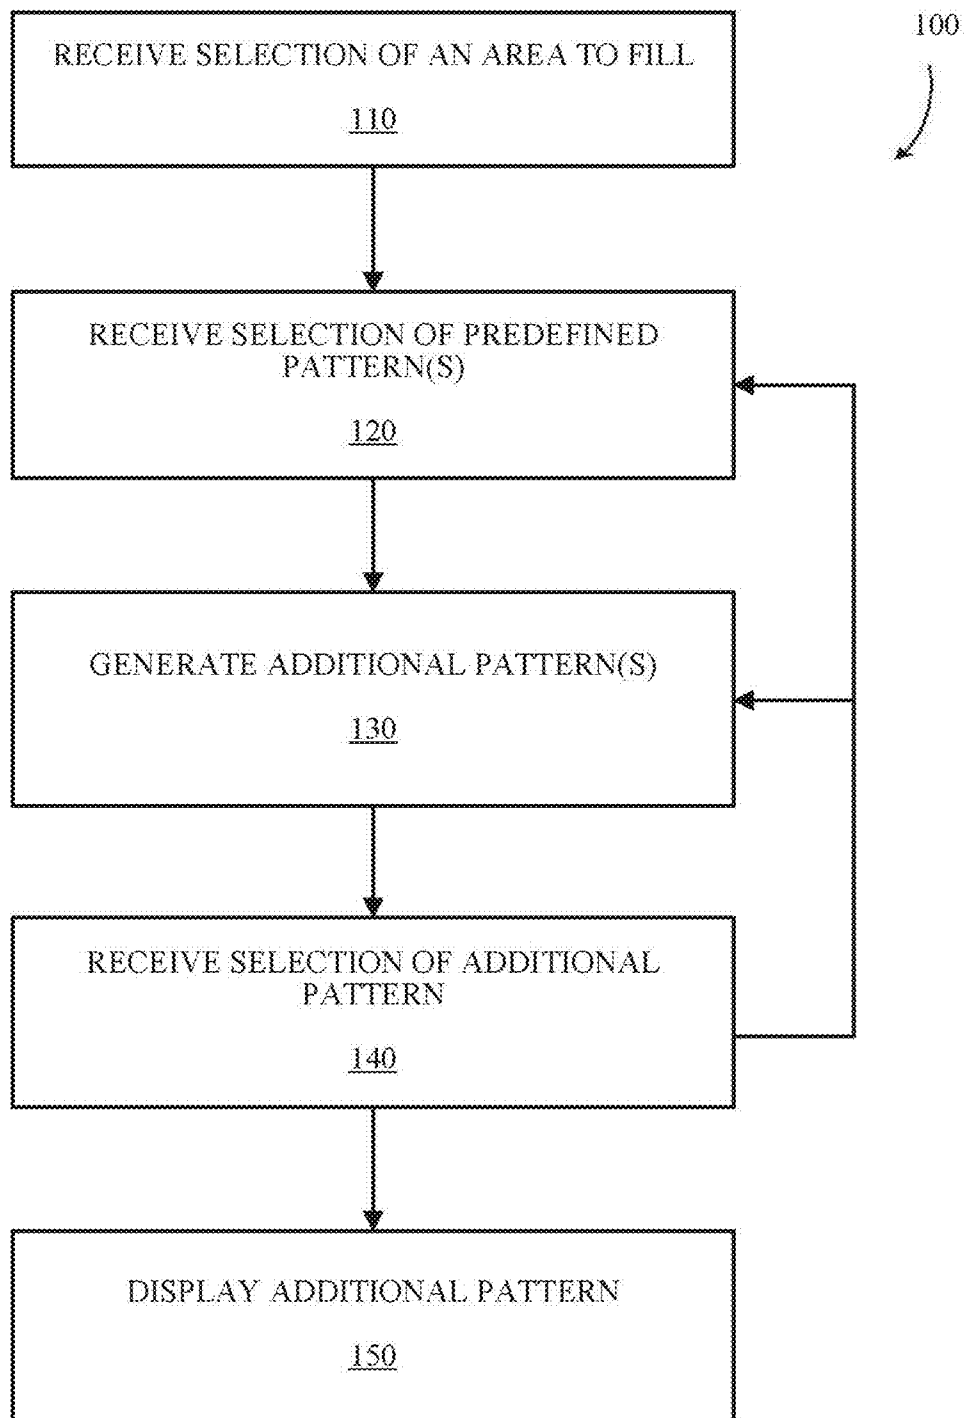 100
RECEIVE SELECTION OF AN AREA TO FILL
110
RECEIVE SELECTION OF PREDEFINED
PATTERN(S)
120
GENERATE ADDITIONAL PATTERN(S)
130
RECEIVE SELECTION OF ADDITIONAL
PATTERN
140
DISPLAY ADDITIONAL PATTERN
150